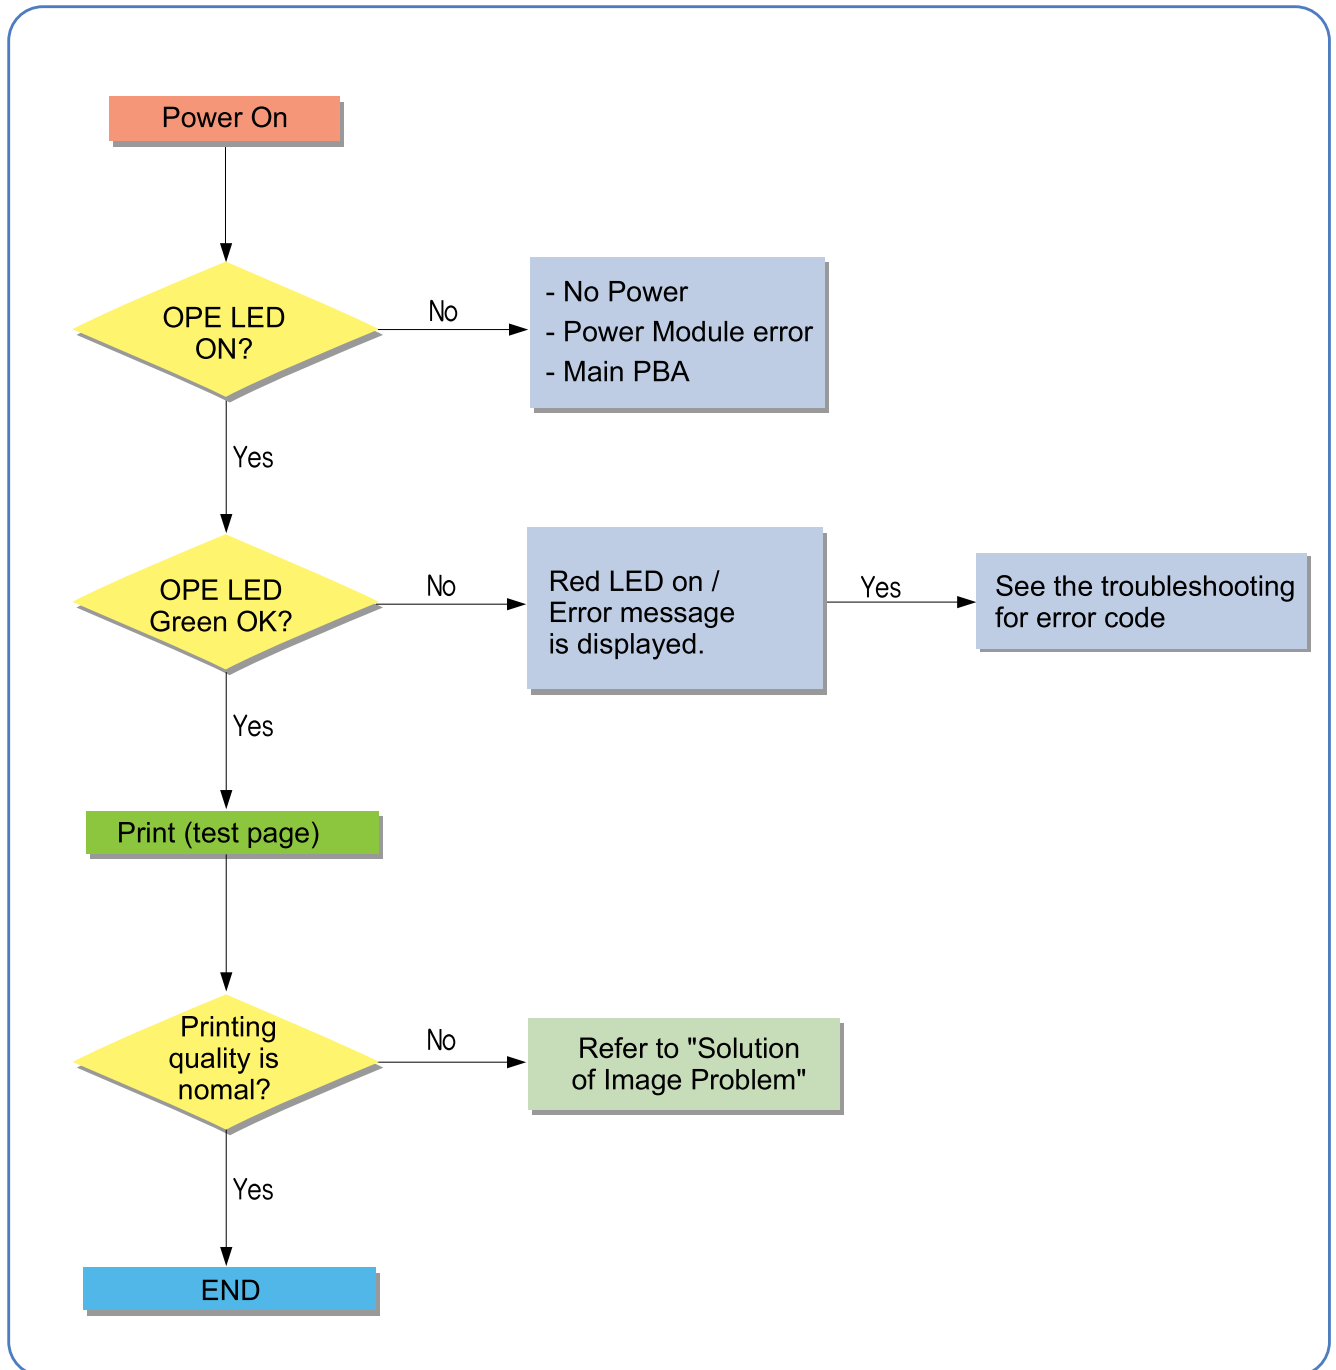 Power On
OPE LED
ON?
No
- No Power
- Power Module error
- Main PBA
Yes
OPE LED
Green OK?
No
Red LED on /
Error message
is displayed.
Yes
See the troubleshooting
for error code
Yes
Print (test page)
Printing
quality is
nomal?
No
Refer to "Solution
of Image Problem"
Yes
END